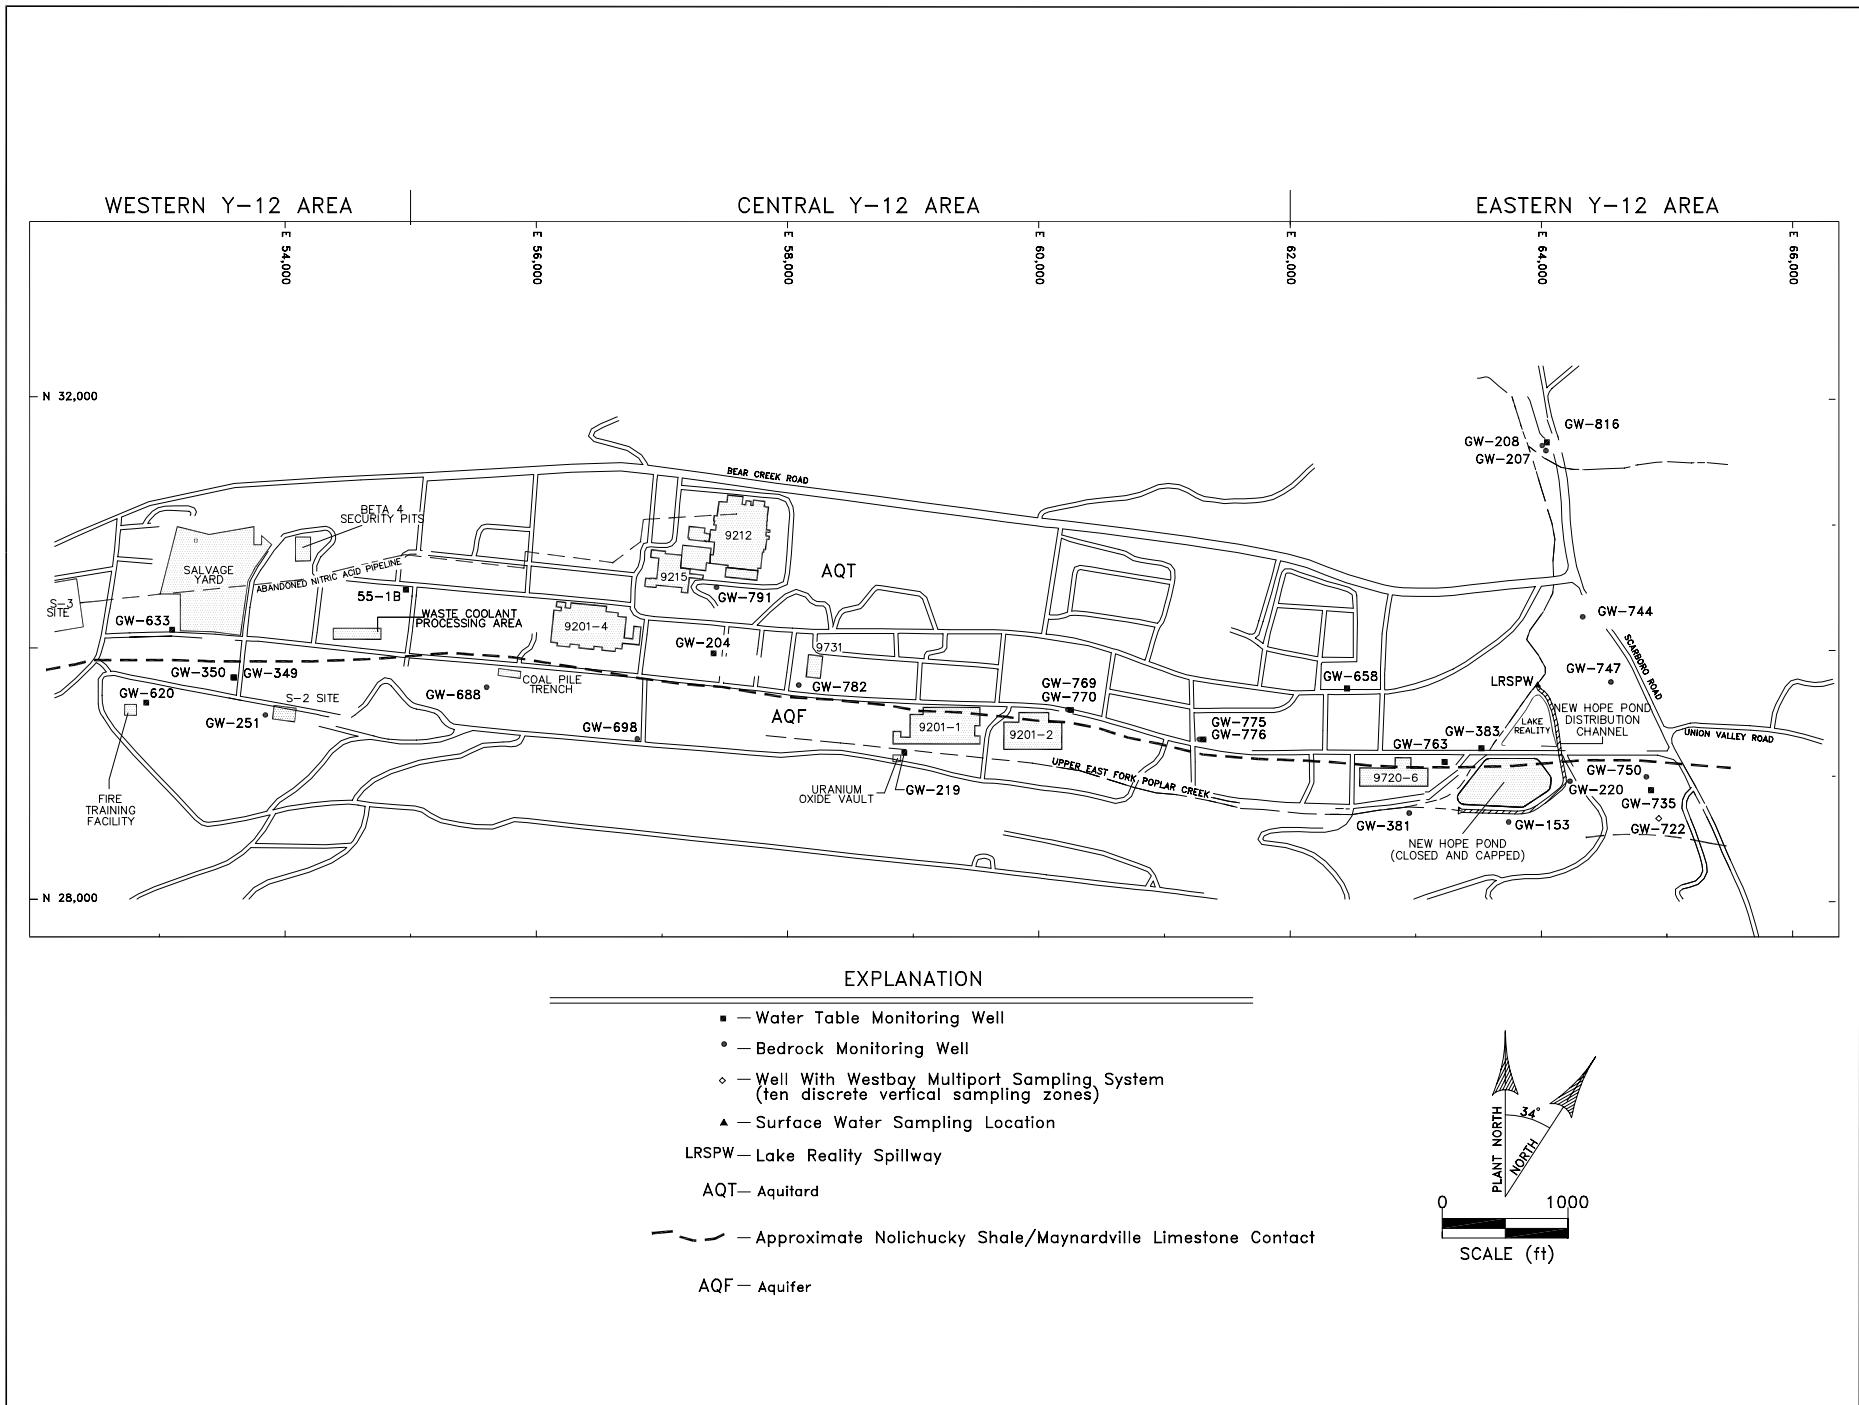 WESTERN Y-12 AREA
CENTRAL Y-12 AREA
EASTERN Y-12 AREA
E 54,000
E 56,000
E 58,000
E 60,000
E 62,000
E 64,000
E 66,000
N 32,000
GW-816
GW-208
GW-207
BEAR CREEK ROAD
BETA 4
SECURITY PITS
9212
SALVAGE
YARD
ABANDONED NITRIC ACID PIPELINE
9215
AQT
S-3
SITE
55-1B
GW-791
GW-633
WASTE COOLANT
PROCESSING AREA
9201-4
GW-744
GW-204
9731
SCARBORO ROAD
GW-350
GW-349
GW-747
GW-620
S-2 SITE
GW-688
COAL PILE
TRENCH
GW-782
GW-769
GW-770
GW-658
LRSPW
GW-251
GW-698
AQF
9201-1
9201-2
GW-775
GW-776
GW-763
GW-383
LAKE
REALITY
NEW HOPE POND
DISTRIBUTION
CHANNEL
UNION VALLEY ROAD
UPPER EAST FORK POPLAR CREEK
9720-6
GW-750
FIRE
TRAINING
FACILITY
URANIUM
OXIDE VAULT
GW-219
GW-220
GW-735
GW-381
GW-153
GW-722
NEW HOPE POND
(CLOSED AND CAPPED)
N 28,000
EXPLANATION
Water Table Monitoring Well
Bedrock Monitoring Well
Well With Westbay Multiport Sampling System
(ten discrete vertical sampling zones)
Surface Water Sampling Location
LRSPW — Lake Reality Spillway
AQT — Aquitard
Approximate Nolichucky Shale/Maynardville Limestone Contact
AQF — Aquifer
PLANT NORTH
34°
NORTH
0 1000
SCALE (ft)